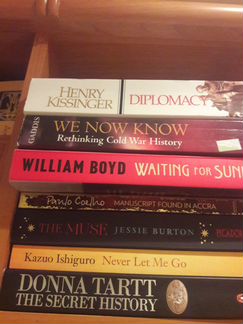 HENRY KISSINGER DIPLOMACY
GADDIS WE NOW KNOW Rethinking Cold War History
WILLIAM BOYD WAITING FOR SUN
Paulo Coelho MANUSCRIPT FOUND IN ACCRA
THE MUSE JESSIE BURTON PICADOR
Kazuo Ishiguro Never Let Me Go
DONNA TARTT
THE SECRET HISTORY